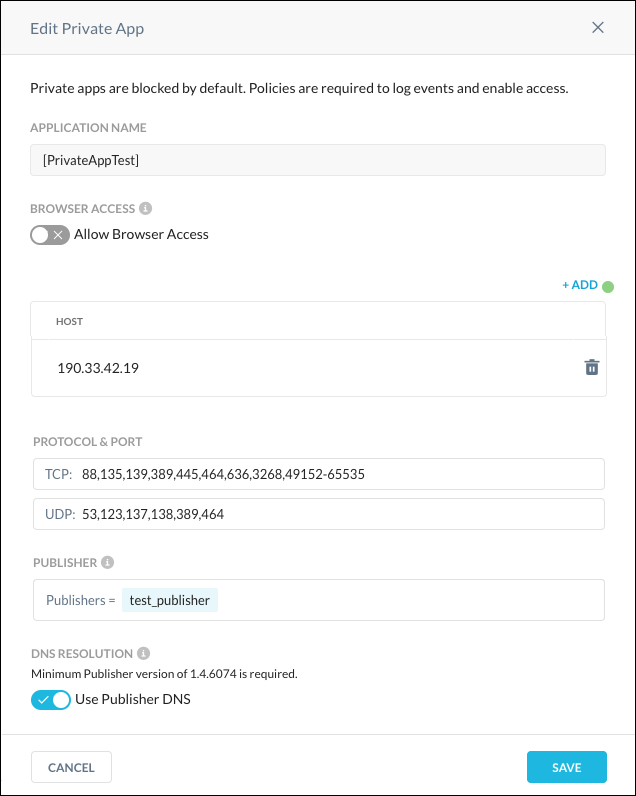 Edit Private App
Private apps are blocked by default. Policies are required to log events and enable access.
APPLICATION NAME
[PrivateAppTest]
BROWSER ACCESS
Allow Browser Access
+ ADD
HOST
190.33.42.19
PROTOCOL & PORT
TCP: 88,135,139,389,445,464,636,3268,49152-65535
UDP: 53,123,137,138,389,464
PUBLISHER
Publishers = test_publisher
DNS RESOLUTION
Minimum Publisher version of 1.4.6074 is required.
Use Publisher DNS
CANCEL SAVE